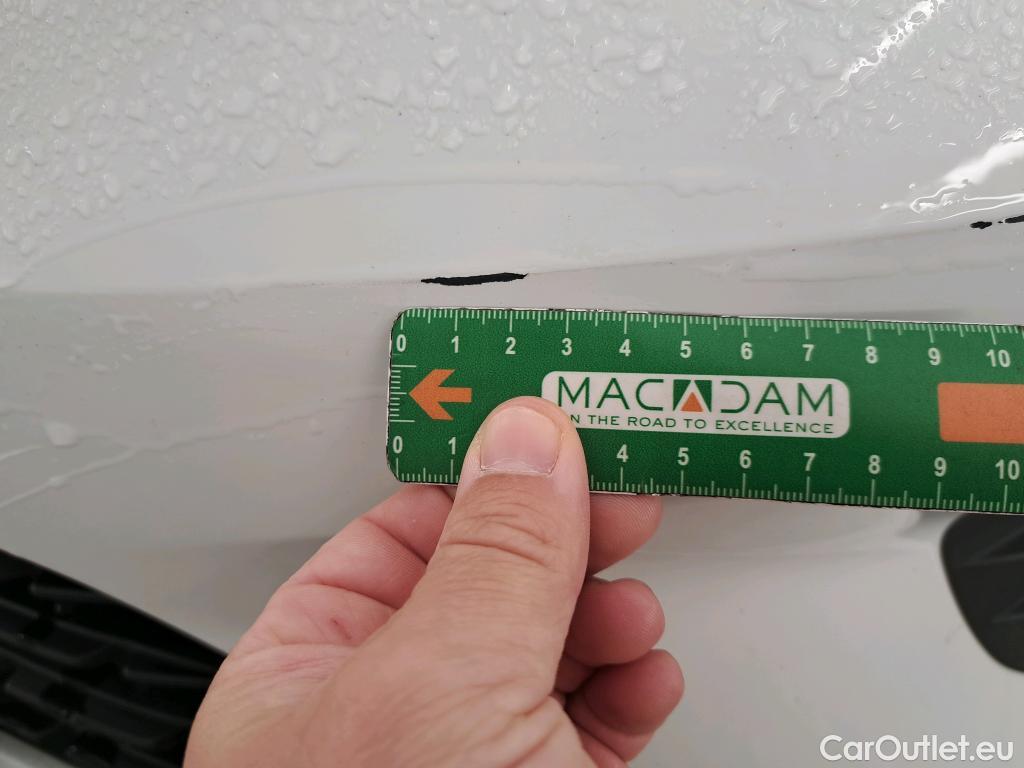 0 1 2 3 4 5 6 7 8 9 10
MACADAM
N THE ROAD TO EXCELLENCE
0 1 4 5 6 7 8 9 10
CarOutlet.eu